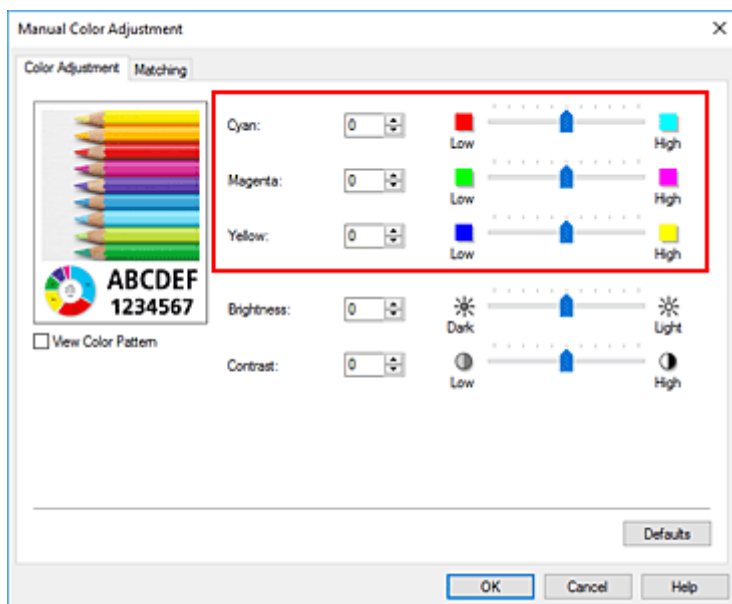 Manual Color Adjustment
Color Adjustment Matching
Cyan: 0 Low High
Magenta: 0 Low High
Yellow: 0 Low High
ABCDEF
1234567
Brightness: 0 Dark Light
View Color Pattern
Contrast: 0 Low High
Defaults
OK Cancel Help